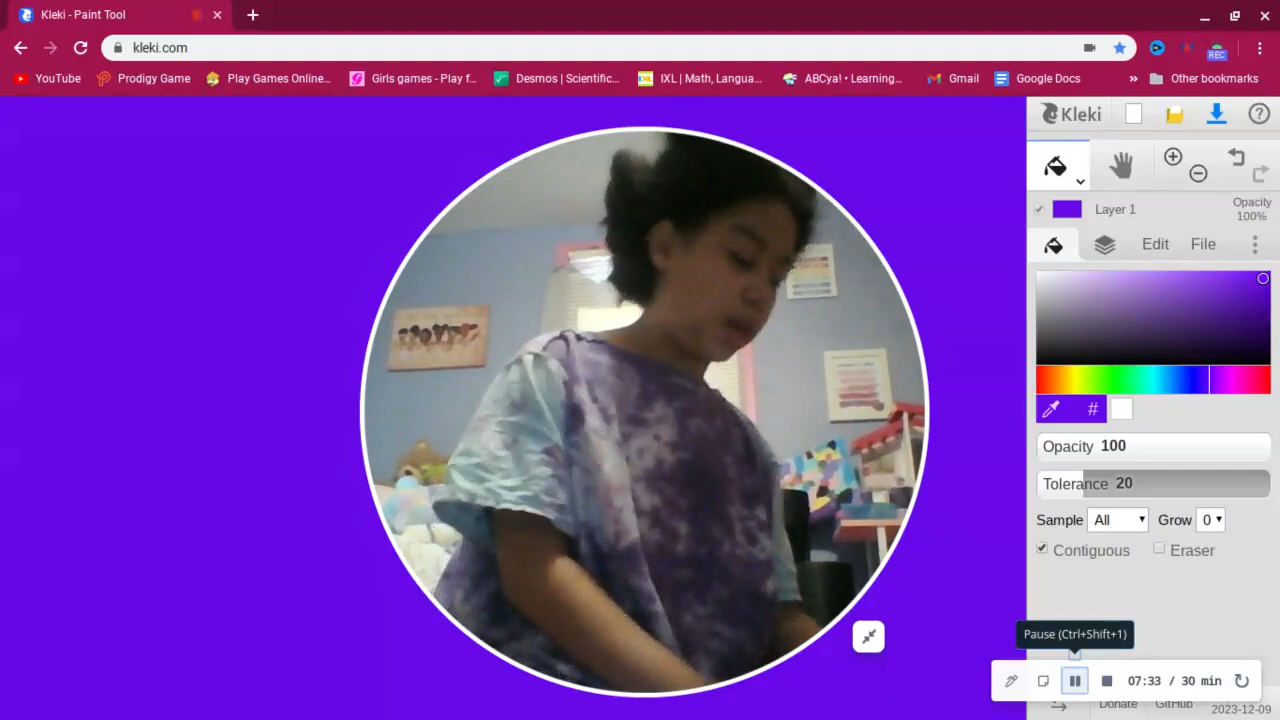 Kleki - Paint Tool
kleki.com
REC
YouTube
Prodigy Game
Play Games Online...
Girls games - Play f...
Desmos | Scientific...
IXL | Math, Langua...
ABCya! • Learning...
Gmail
Google Docs
»
Other bookmarks
Kleki
Layer 1
Opacity
100%
Edit
File
#
Opacity 100
Tolerance 20
Sample All
Grow 0
Contiguous
Eraser
Pause (Ctrl+Shift+1)
07:33 / 30 min
Donate
GitHub
2023-12-09